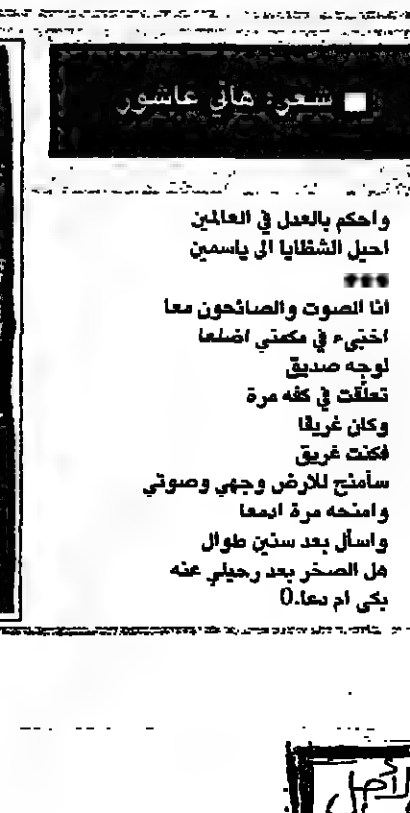 ■ شعر: هاني عاشور
واحكم بالعدل في العالمين
احيل الشظايا الى ياسمين
***
انا الصوت والصائحون معا
اختبىء في مكمني اضلعا
لوجه صديق
تعلقت في كفه مرة
وكان غريقا
فكنت غريق
سأمنح للارض وجهي وصوتي
وامنحه مرة ادمعا
واسأل بعد سنين طوال
هل الصخر بعد رحيلي عنه
بكى ام دعا.0